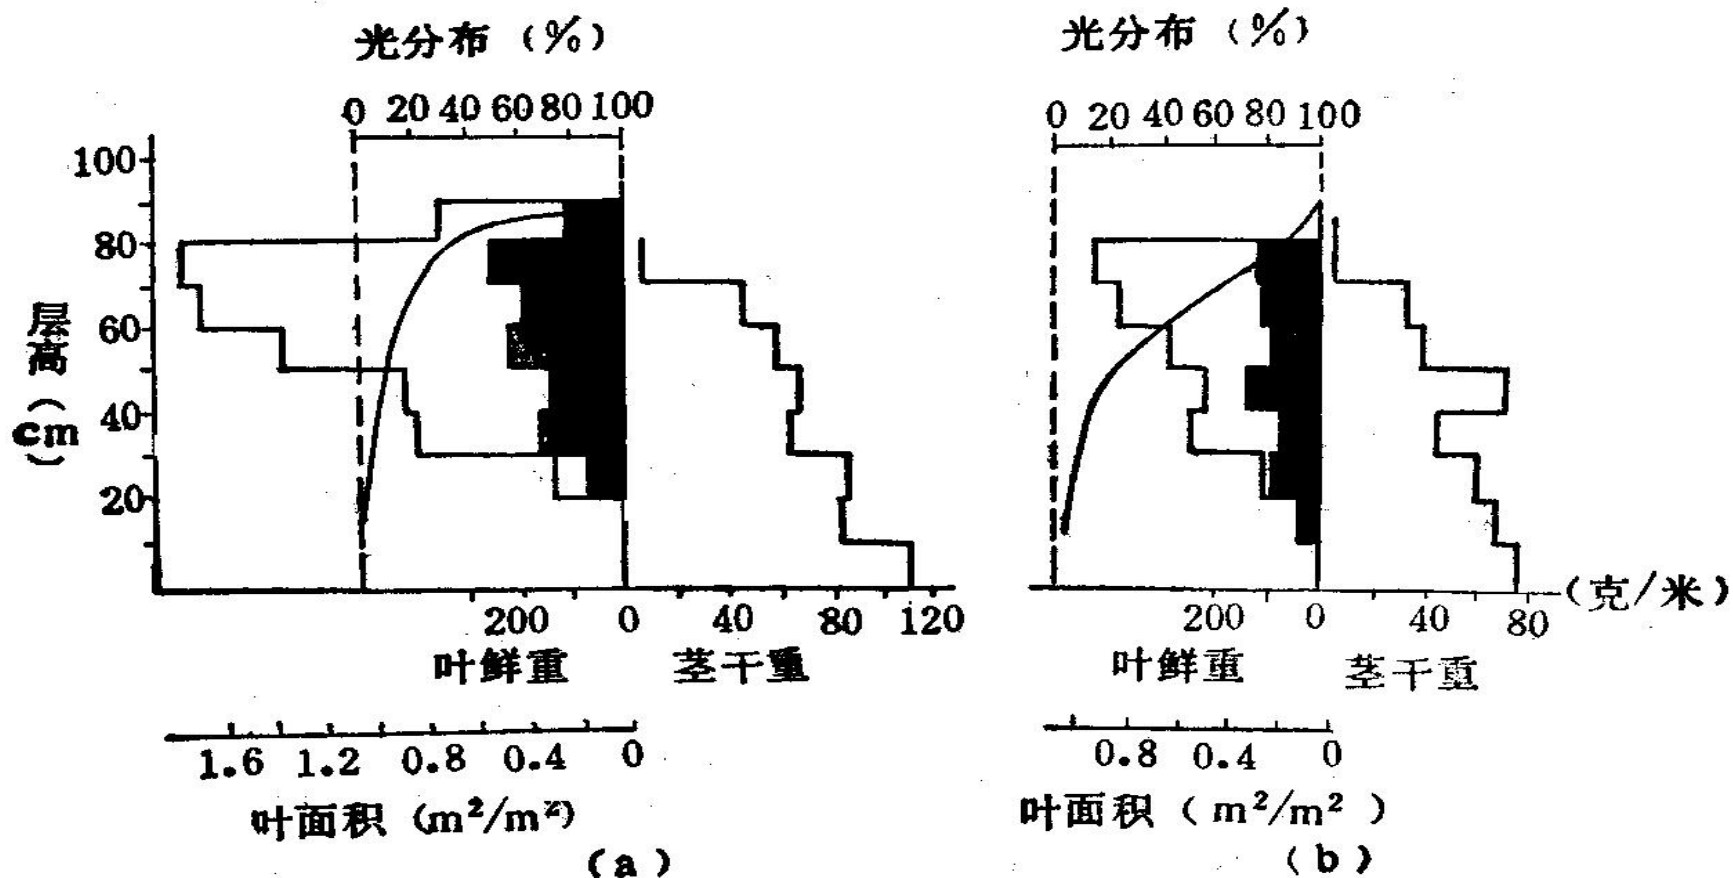 光分布（%）
0 20 40 60 80 100
100
80
60
40
20
层高（cm）
200 0 40 80 120
叶鲜重 茎干重
1.6 1.2 0.8 0.4 0
叶面积 (m²/m²)
(a)
光分布（%）
0 20 40 60 80 100
200 0 40 80 (克/米)
叶鲜重 茎干重
0.8 0.4 0
叶面积 ( m²/m² )
(b)